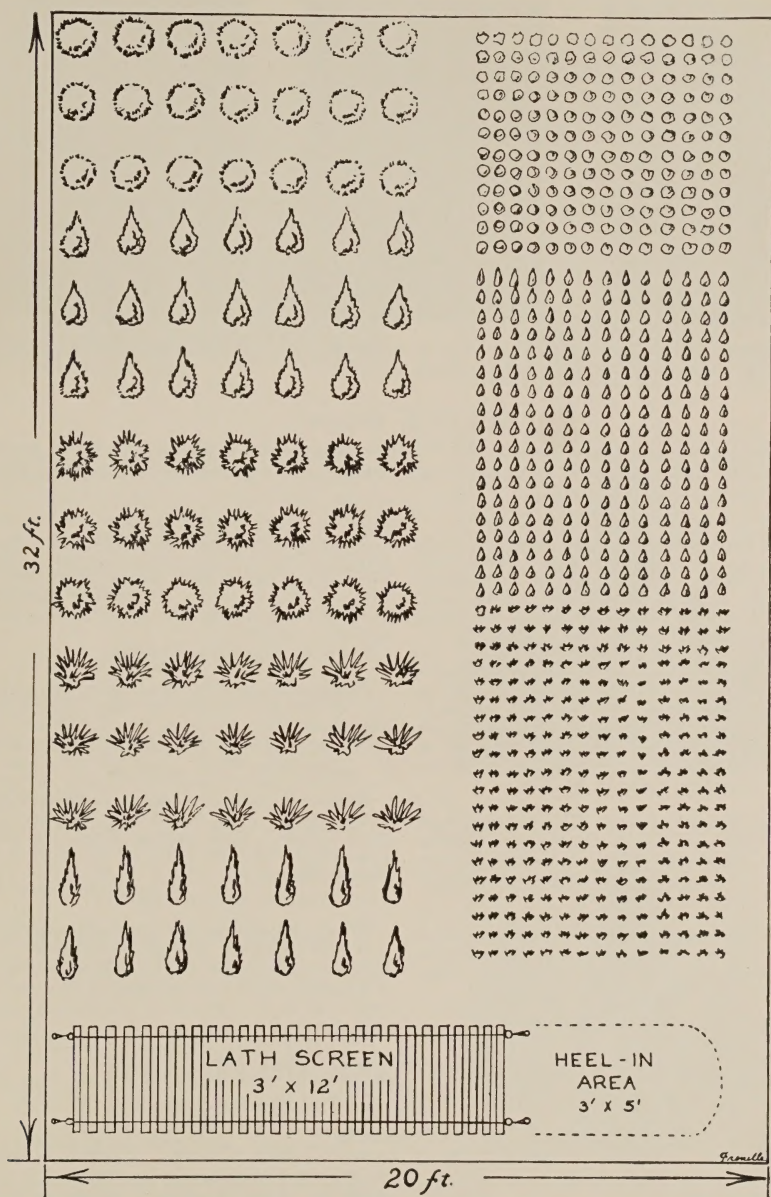 32 ft.
LATH SCREEN
3' x 12'
HEEL-IN
AREA
3' x 5'
20 ft.